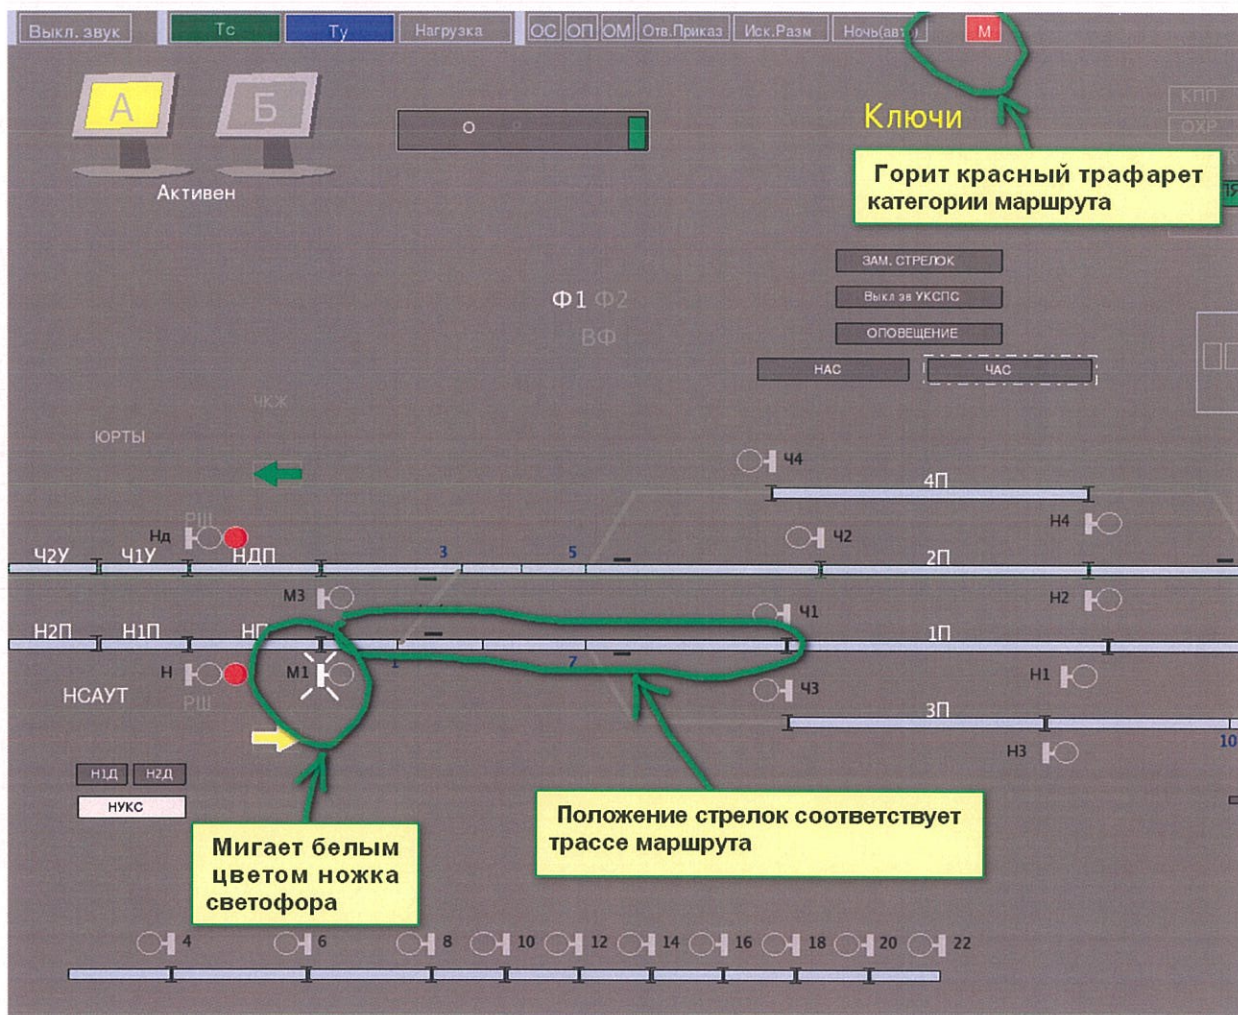 Выкл. звук Тс Ту Нагрузка ОС ОП ОМ Отв.Приказ Иск.Разм Ночь(авто) М
А Б
О Р
Ключи
КПП
ОХР
Активен
Горит красный трафарет
категории маршрута
ЗАМ. СТРЕЛОК
Выкл зв УКСПС
Ф1 Ф2
ВФ
ОПОВЕЩЕНИЕ
НАС ЧАС
ЧКЖ
ЮРТЫ
Ч4
4П
РШ
Нд Н4
Ч2У Ч1У НДП 3 5 Ч2 2П
М3 Н2
Ч1
Н2П Н1П НП 1П
1 7
Н М1 Н1
Ч3
НСАУТ РШ
3П
10
Н3
Н1Д Н2Д
НУКС
Положение стрелок соответствует
трассе маршрута
Мигает белым
цветом ножка
светофора
4 6 8 10 12 14 16 18 20 22